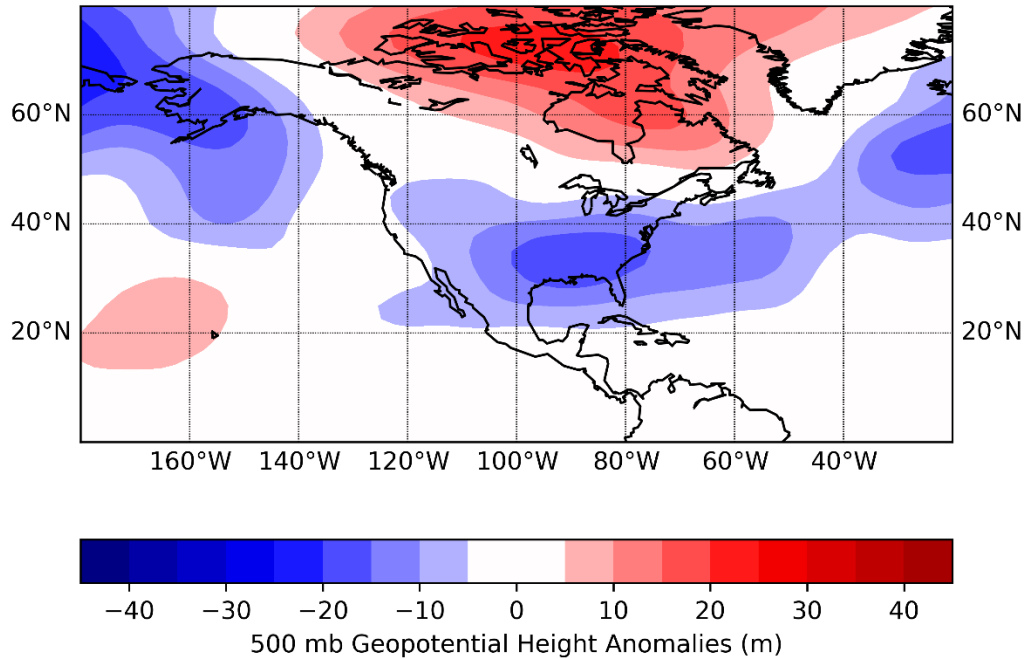 60°N 60°N
40°N 40°N
20°N 20°N
160°W 140°W 120°W 100°W 80°W 60°W 40°W
−40 −30 −20 −10 0 10 20 30 40
500 mb Geopotential Height Anomalies (m)